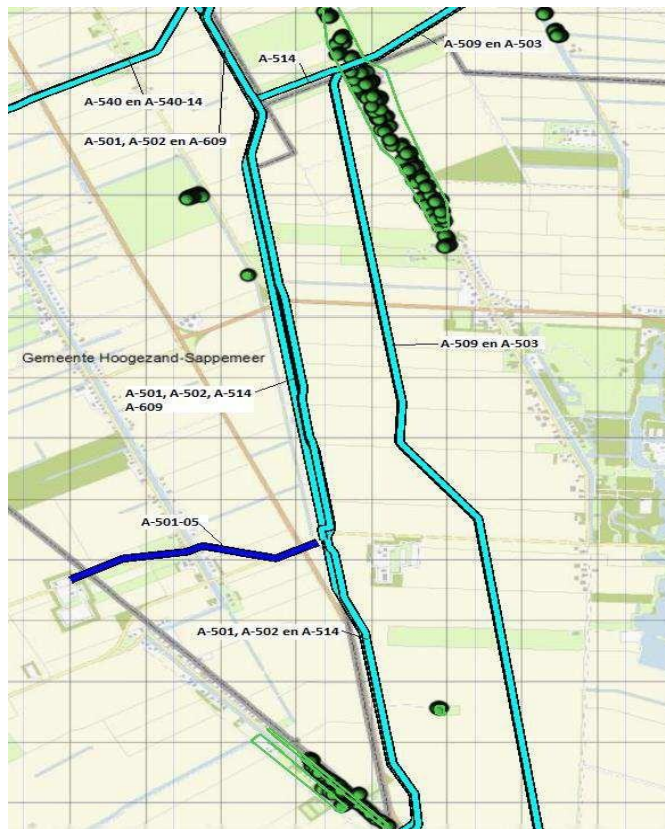 A-509 en A-503
A-514
A-540 en A-540-14
A-501, A-502 en A-609
A-509 en A-503
Gemeente Hoogezand-Sappemeer
A-501, A-502, A-514
A-609
A-501-05
A-501, A-502 en A-514